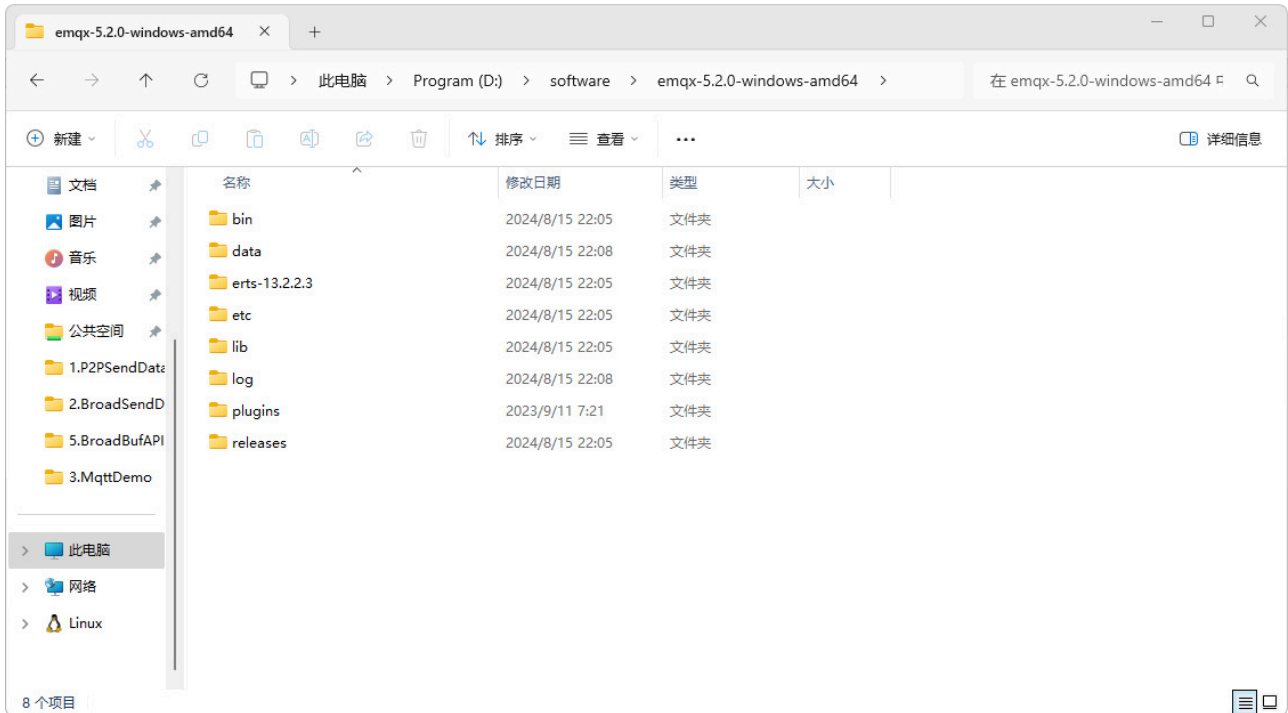 emqx-5.2.0-windows-amd64
此电脑 > Program (D:) > software > emqx-5.2.0-windows-amd64 >
在 emqx-5.2.0-windows-amd64
新建
排序
查看
详细信息
文档
图片
音乐
视频
公共空间
1.P2PSendData
2.BroadSendD
5.BroadBufAPI
3.MqttDemo
此电脑
网络
Linux
名称 修改日期 类型 大小
bin 2024/8/15 22:05 文件夹
data 2024/8/15 22:08 文件夹
erts-13.2.2.3 2024/8/15 22:05 文件夹
etc 2024/8/15 22:05 文件夹
lib 2024/8/15 22:05 文件夹
log 2024/8/15 22:08 文件夹
plugins 2023/9/11 7:21 文件夹
releases 2024/8/15 22:05 文件夹
8 个项目